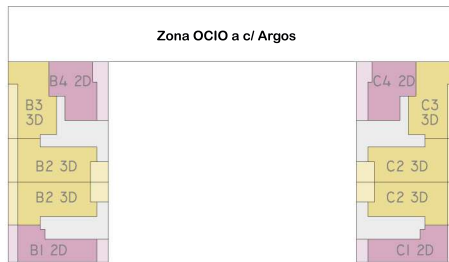 Zona OCIO a c/ Argos
B4 2D
B3
3D
B2 3D
B2 3D
B1 2D
C4 2D
C3
3D
C2 3D
C2 3D
C1 2D